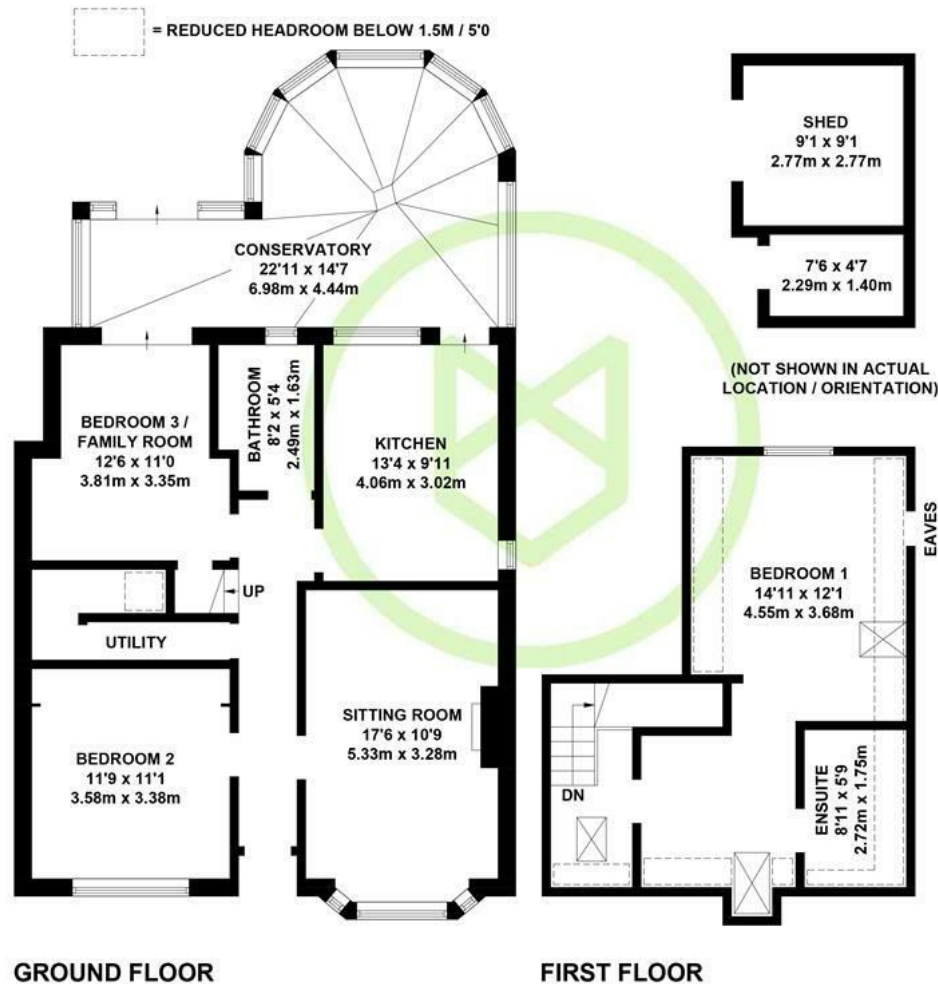 = REDUCED HEADROOM BELOW 1.5M / 5'0
SHED
9'1 x 9'1
2.77m x 2.77m
7'6 x 4'7
2.29m x 1.40m
(NOT SHOWN IN ACTUAL
LOCATION / ORIENTATION)
CONSERVATORY
22'11 x 14'7
6.98m x 4.44m
BEDROOM 3 /
FAMILY ROOM
12'6 x 11'0
3.81m x 3.35m
BATHROOM
8'2 x 5'4
2.49m x 1.63m
KITCHEN
13'4 x 9'11
4.06m x 3.02m
UP
UTILITY
BEDROOM 2
11'9 x 11'1
3.58m x 3.38m
SITTING ROOM
17'6 x 10'9
5.33m x 3.28m
EAVES
BEDROOM 1
14'11 x 12'1
4.55m x 3.68m
DN
ENSUITE
8'11 x 5'9
2.72m x 1.75m
GROUND FLOOR
FIRST FLOOR